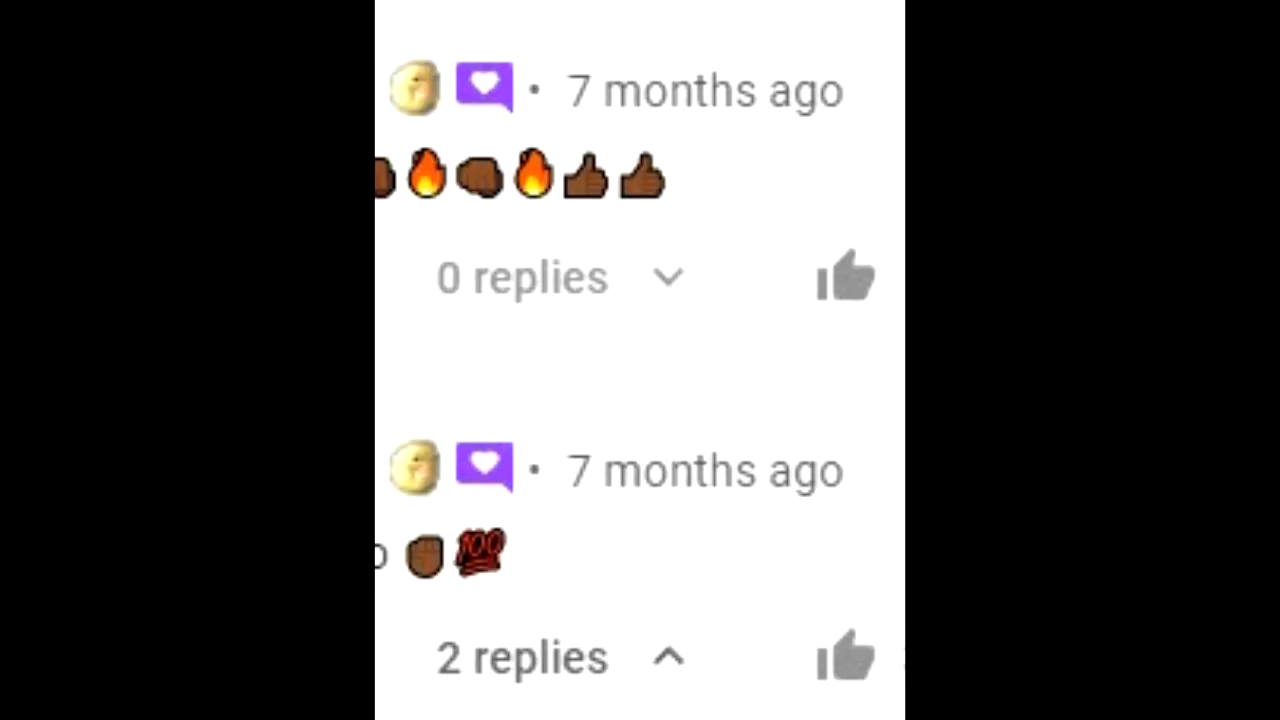 • 7 months ago
🔥👊🏾🔥👍🏾👍🏾
0 replies
• 7 months ago
✊🏾💯
2 replies